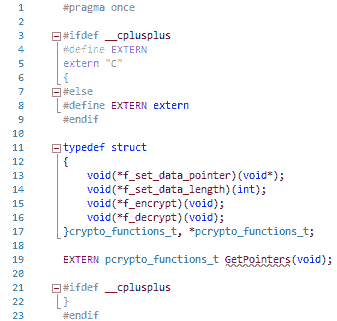 1 #pragma once
2
3 #ifdef __cplusplus
4 #define EXTERN
5 extern "C"
6 {
7 #else
8 #define EXTERN extern
9 #endif
10
11 typedef struct
12 {
13 void(*f_set_data_pointer)(void*);
14 void(*f_set_data_length)(int);
15 void(*f_encrypt)(void);
16 void(*f_decrypt)(void);
17 }crypto_functions_t, *pcrypto_functions_t;
18
19 EXTERN pcrypto_functions_t GetPointers(void);
20
21 #ifdef __cplusplus
22 }
23 #endif